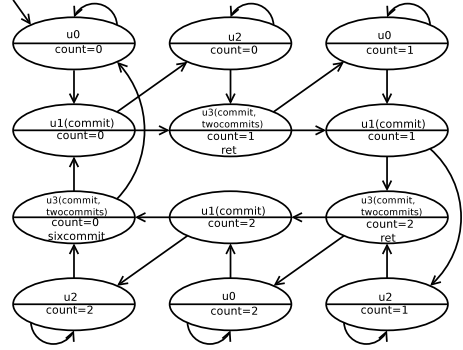 u0
count=0
u2
count=0
u0
count=1
u1(commit)
count=0
u3(commit,
twocommits)
count=1
ret
u1(commit)
count=1
u3(commit,
twocommits)
count=0
sixcommit
u1(commit)
count=2
u3(commit,
twocommits)
count=2
ret
u2
count=2
u0
count=2
u2
count=1